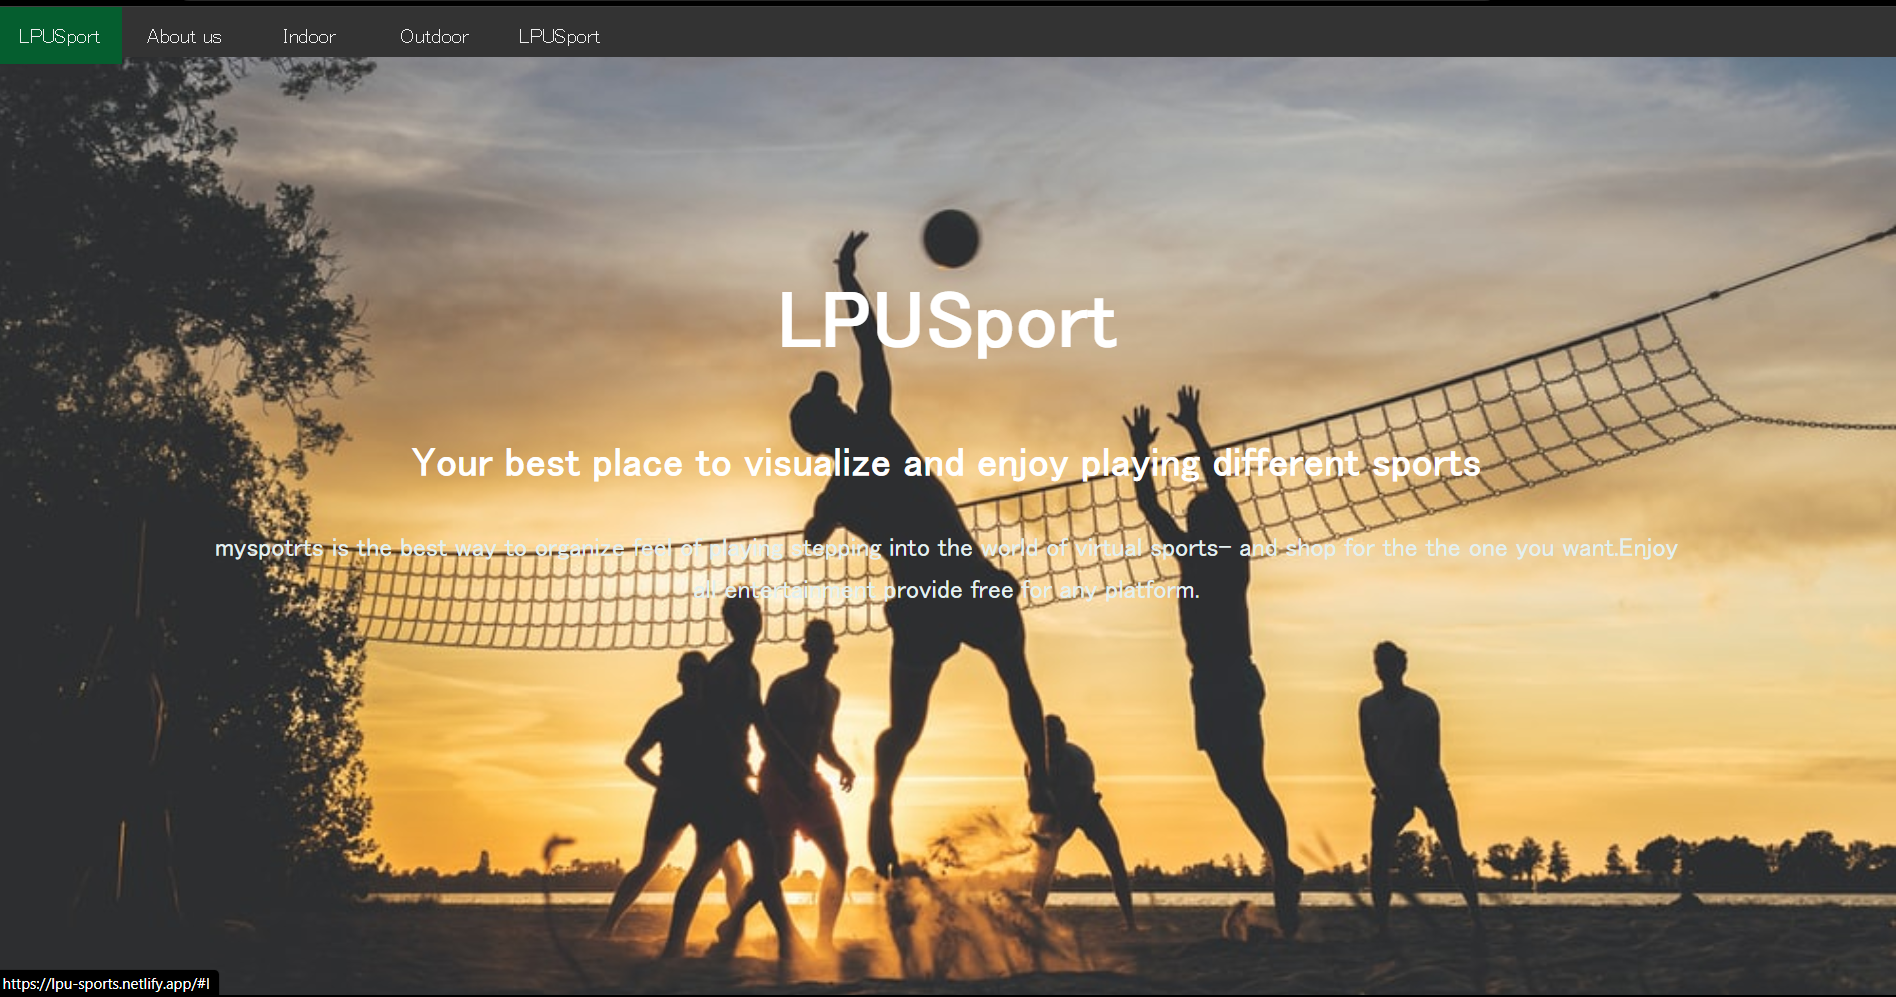 LPUSport About us Indoor Outdoor LPUSport
LPUSport
Your best place to visualize and enjoy playing different sports
myspotrts is the best way to organize feel of playing stepping into the world of virtual sports- and shop for the the one you want.Enjoy
all entertainment provide free for any platform.
https://lpu-sports.netlify.app/#l